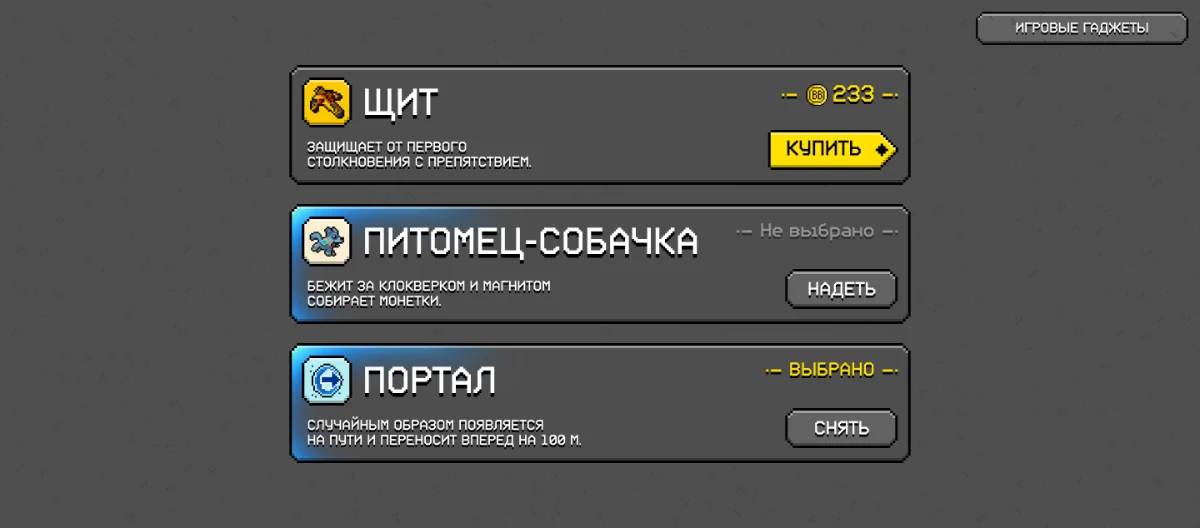 ИГРОВЫЕ ГАДЖЕТЫ
ЩИТ
BB 233
ЗАЩИЩАЕТ ОТ ПЕРВОГО
СТОЛКНОВЕНИЯ С ПРЕПЯТСТВИЕМ.
КУПИТЬ
ПИТОМЕЦ-СОБАЧКА
Не выбрано
БЕЖИТ ЗА КЛОКВЕРКОМ И МАГНИТОМ
СОБИРАЕТ МОНЕТКИ.
НАДЕТЬ
ПОРТАЛ
ВЫБРАНО
СЛУЧАЙНЫМ ОБРАЗОМ ПОЯВЛЯЕТСЯ
НА ПУТИ И ПЕРЕНОСИТ ВПЕРЕД НА 100 М.
СНЯТЬ